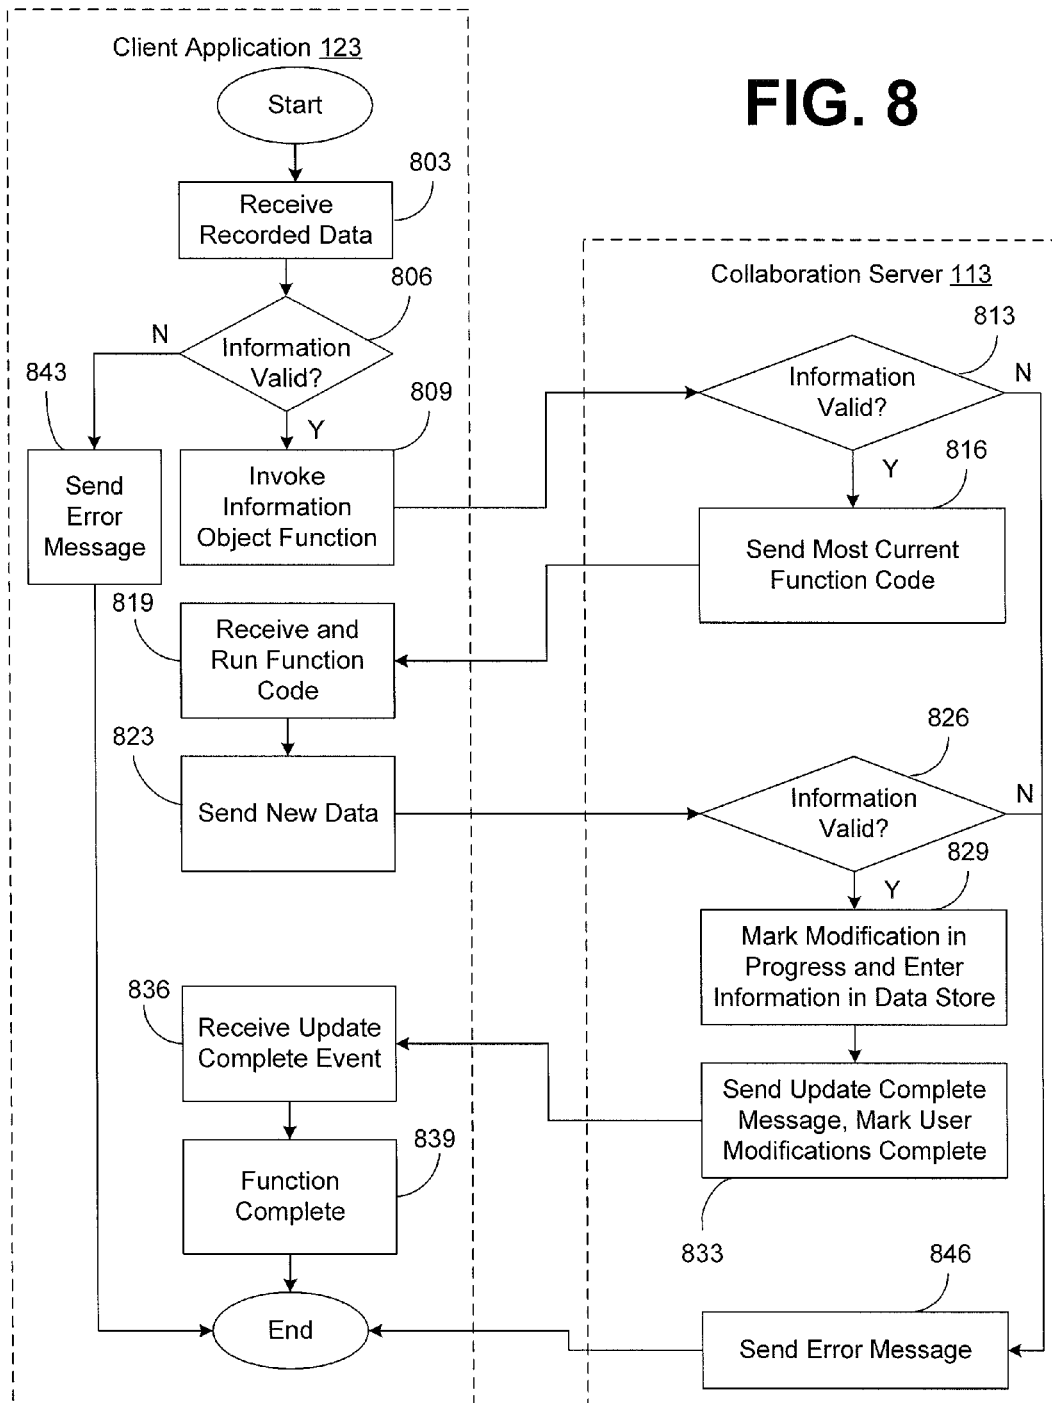 Client Application 123
FIG. 8
Start
803
Receive
Recorded Data
806
Information
Valid?
N
Y
843
Send
Error
Message
809
Invoke
Information
Object Function
Collaboration Server 113
813
Information
Valid?
N
Y
816
Send Most Current
Function Code
819
Receive and
Run Function
Code
823
Send New Data
826
Information
Valid?
N
Y
829
Mark Modification in
Progress and Enter
Information in Data Store
836
Receive Update
Complete Event
Send Update Complete
Message, Mark User
Modifications Complete
833
839
Function
Complete
846
Send Error Message
End